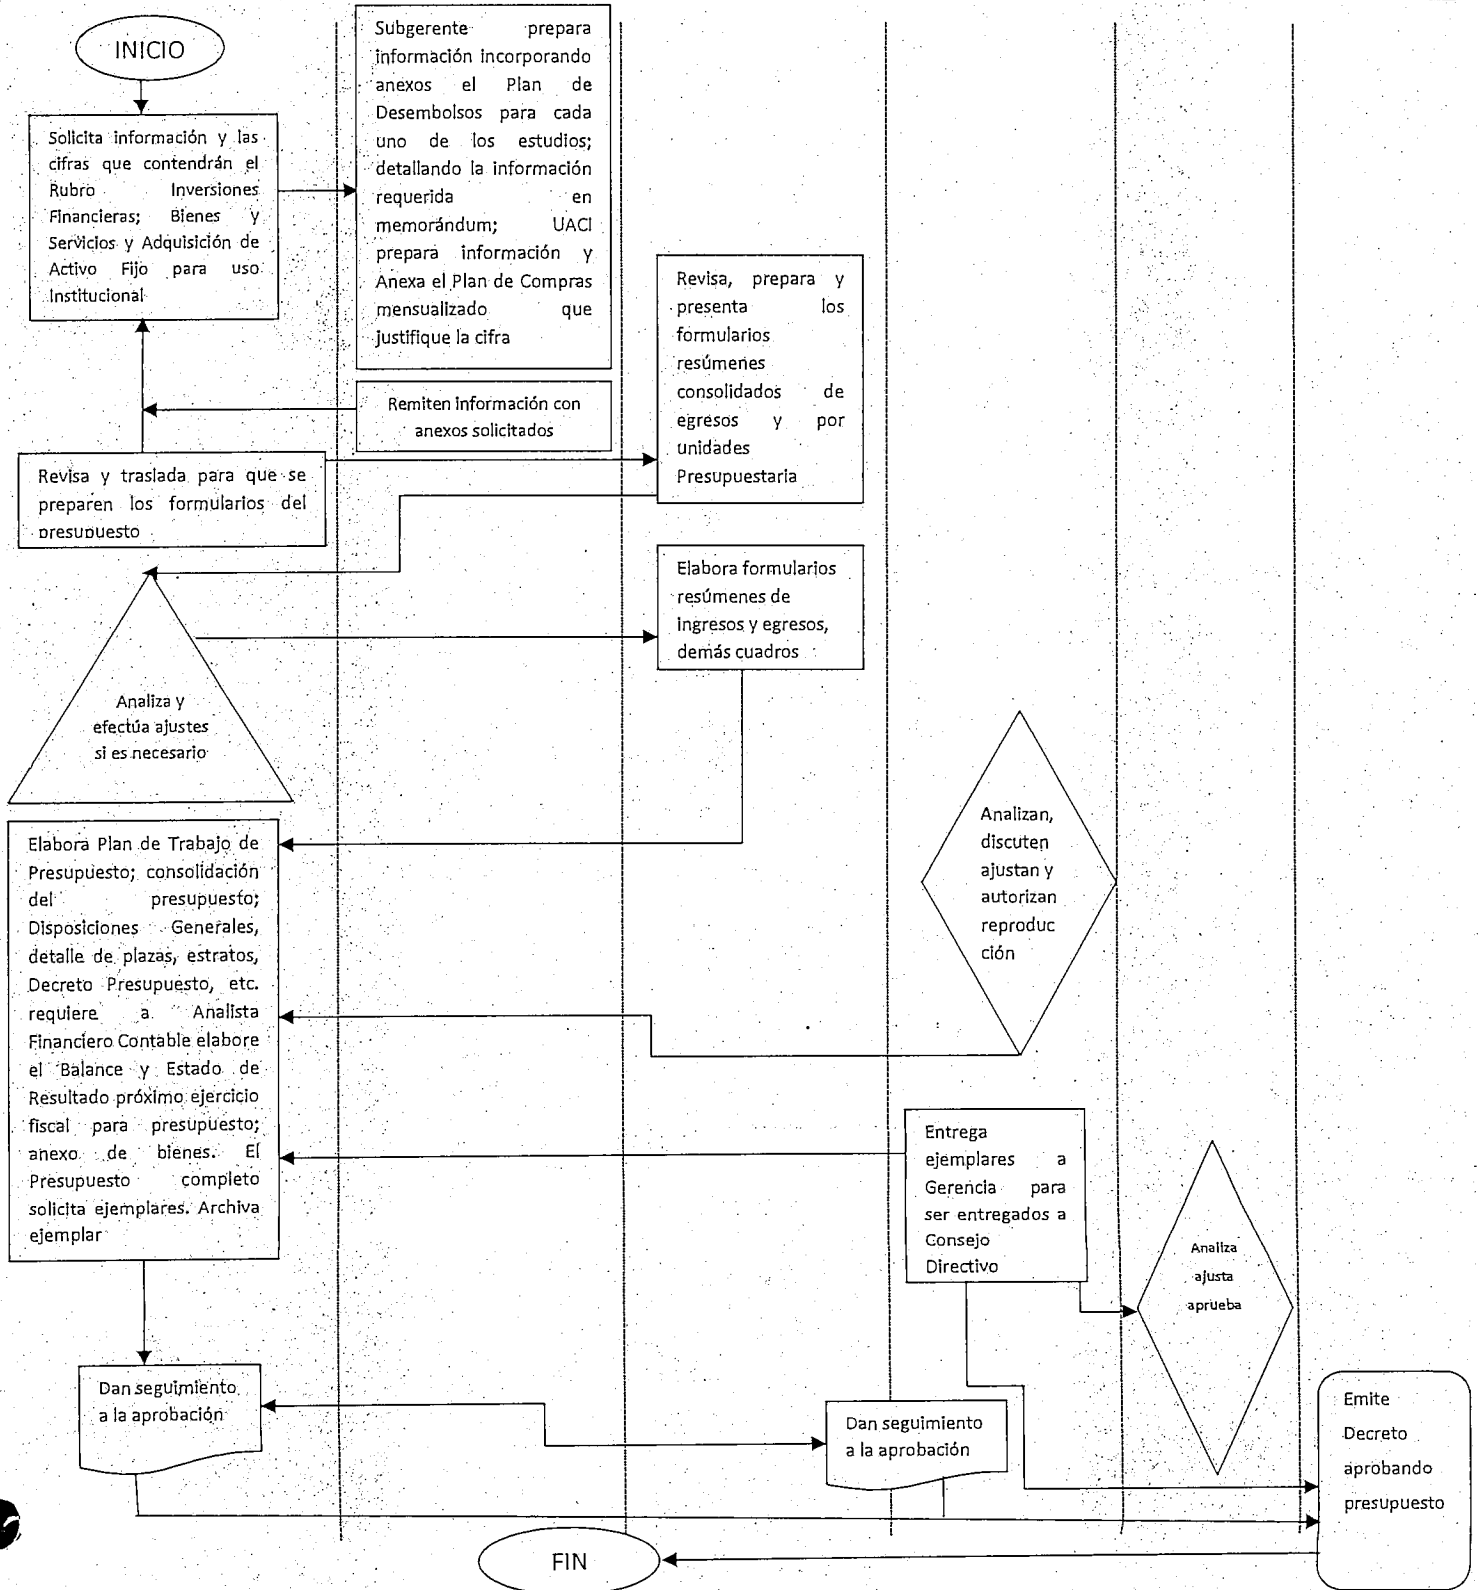 INICIO
Solicita información y las
cifras que contendrán el
Rubro Inversiones
Financieras; Bienes y
Servicios y Adquisición de
Activo Fijo para uso
Institucional
Subgerente prepara
información incorporando
anexos el Plan de
Desembolsos para cada
uno de los estudios;
detallando la información
requerida en
memorándum; UACI
prepara información y
Anexa el Plan de Compras
mensualizado que
justifique la cifra
Remiten información con
anexos solicitados
Revisa, prepara y
presenta los
formularios
resúmenes
consolidados de
egresos y por
unidades
Presupuestaria
Revisa y traslada para que se
preparen los formularios del
presupuesto
Elabora formularios
resúmenes de
ingresos y egresos,
demás cuadros
Analiza y
efectúa ajustes
si es necesario
Analizan,
discuten
ajustan y
autorizan
reproduc
ción
Elabora Plan de Trabajo de
Presupuesto; consolidación
del presupuesto;
Disposiciones Generales,
detalle de plazas, estratos,
Decreto Presupuesto, etc.
requiere a Analista
Financiero Contable elabore
el Balance y Estado de
Resultado próximo ejercicio
fiscal para presupuesto;
anexo de bienes. El
Presupuesto completo
solicita ejemplares. Archiva
ejemplar
Entrega
ejemplares a
Gerencia para
ser entregados a
Consejo
Directivo
Analiza
ajusta
aprueba
Dan seguimiento
a la aprobación
Dan seguimiento
a la aprobación
Emite
Decreto
aprobando
presupuesto
FIN